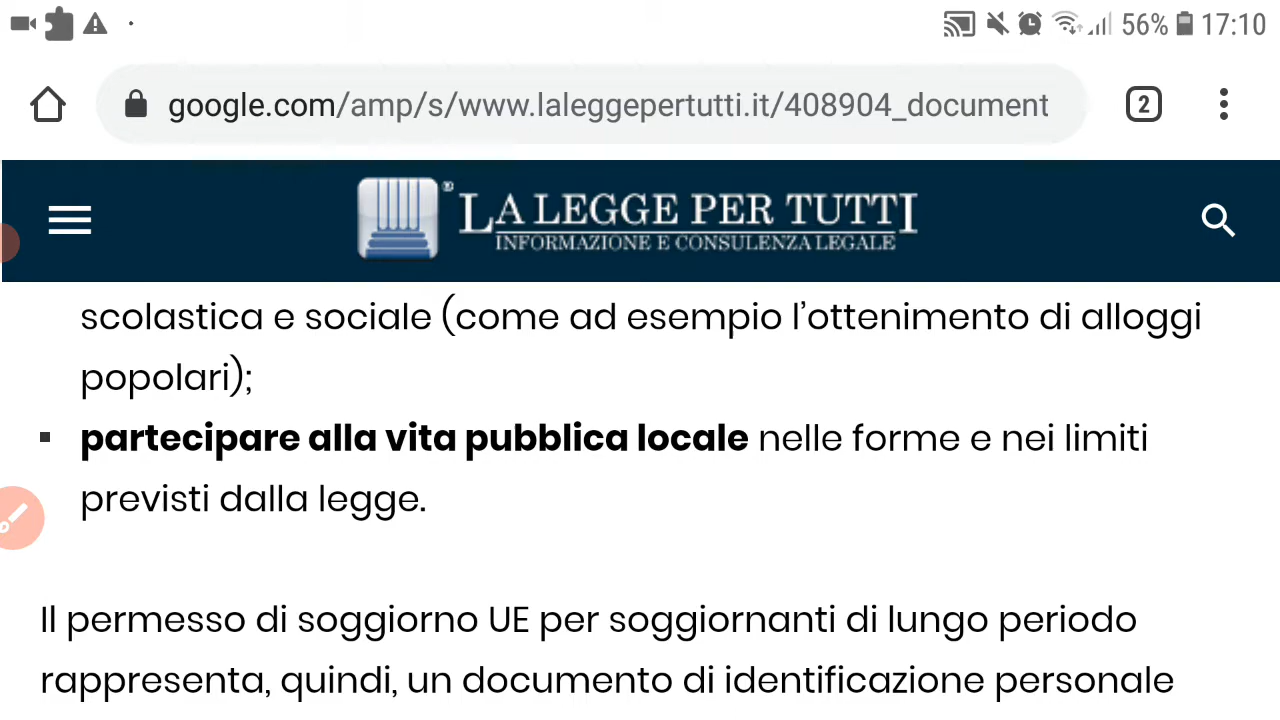 56% 17:10
google.com/amp/s/www.laleggepertutti.it/408904_document
2
LA LEGGE PER TUTTI®
INFORMAZIONE E CONSULENZA LEGALE
scolastica e sociale (come ad esempio l’ottenimento di alloggi
popolari);
▪ partecipare alla vita pubblica locale nelle forme e nei limiti
previsti dalla legge.
Il permesso di soggiorno UE per soggiornanti di lungo periodo
rappresenta, quindi, un documento di identificazione personale